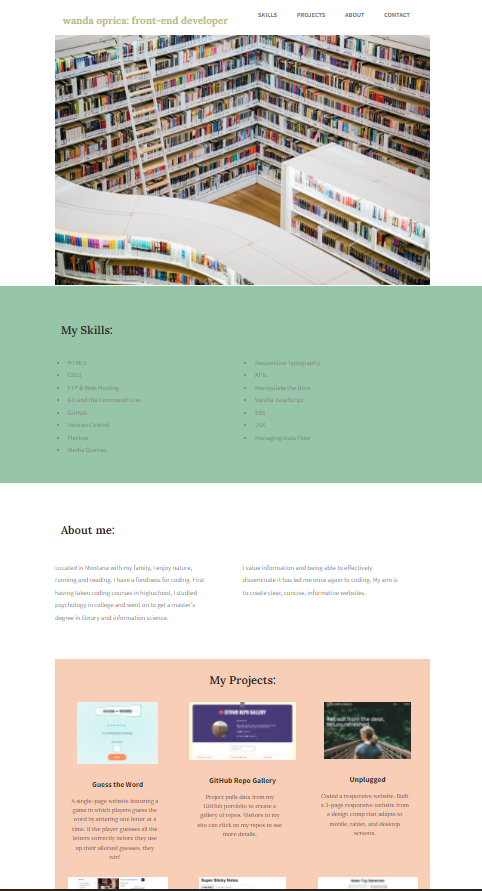 wanda oprica: front-end developer
SKILLS PROJECTS ABOUT CONTACT
My Skills:
HTML5
CSS3
FTP & Web Hosting
Git and the Command Line
GitHub
Version Control
Flexbox
Media Queries
Responsive Typography
APIs
Manipulate the Dom
Vanilla JavaScript
ES6
JSX
Managing Data Flow
About me:
Located in Montana with my family, I enjoy nature,
running and reading. I have a fondness for coding. First
having taken coding courses in highschool, I studied
psychology in college and went on to get a master's
degree in library and information science.
I value information and being able to effectively
disseminate it has led me once again to coding. My aim is
to create clear, concise, informative websites.
My Projects:
GUESS the WORD
GITHUB REPO GALLERY
Retreat from the desk,
Guess the Word
A single-page website featuring a
game in which players guess the
word by entering one letter at a
time. If the player guesses all the
letters correctly before they use
up their allotted guesses, they
win!
GitHub Repo Gallery
Project pulls data from my
GitHub portfolio to create a
gallery of repos. Visitors to my
site can click on my repos to see
more details.
Unplugged
Coded a responsive website. Built
a 3-page responsive website from
a design comp that adapts to
mobile, tablet, and desktop
screens.
Super Sticky Notes